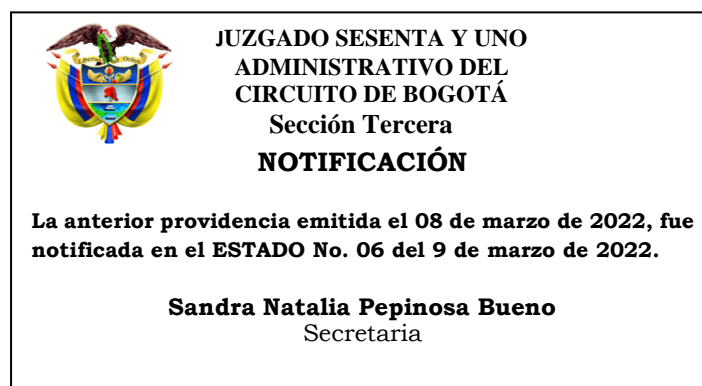 JUZGADO SESENTA Y UNO
ADMINISTRATIVO DEL
CIRCUITO DE BOGOTÁ
Sección Tercera
NOTIFICACIÓN
La anterior providencia emitida el 08 de marzo de 2022, fue
notificada en el ESTADO No. 06 del 9 de marzo de 2022.
Sandra Natalia Pepinosa Bueno
Secretaria